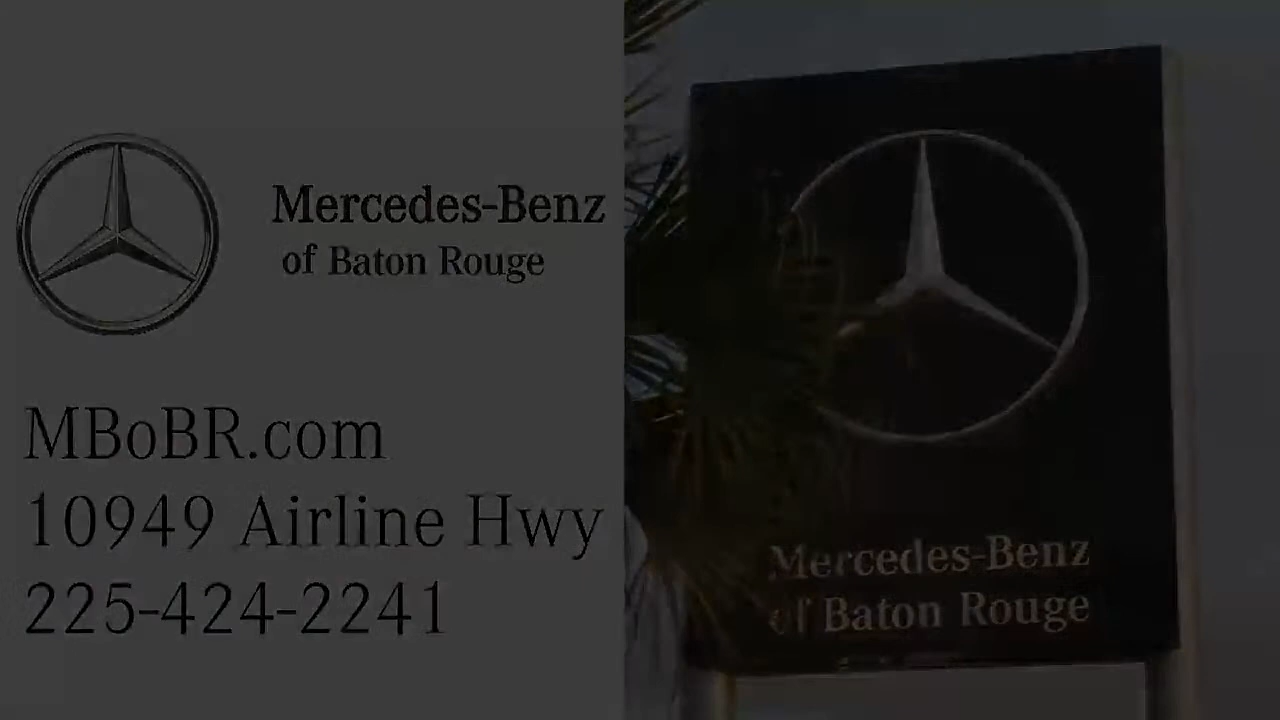 Mercedes-Benz
of Baton Rouge
MBoBR.com
10949 Airline Hwy
225-424-2241
Mercedes-Benz
of Baton Rouge